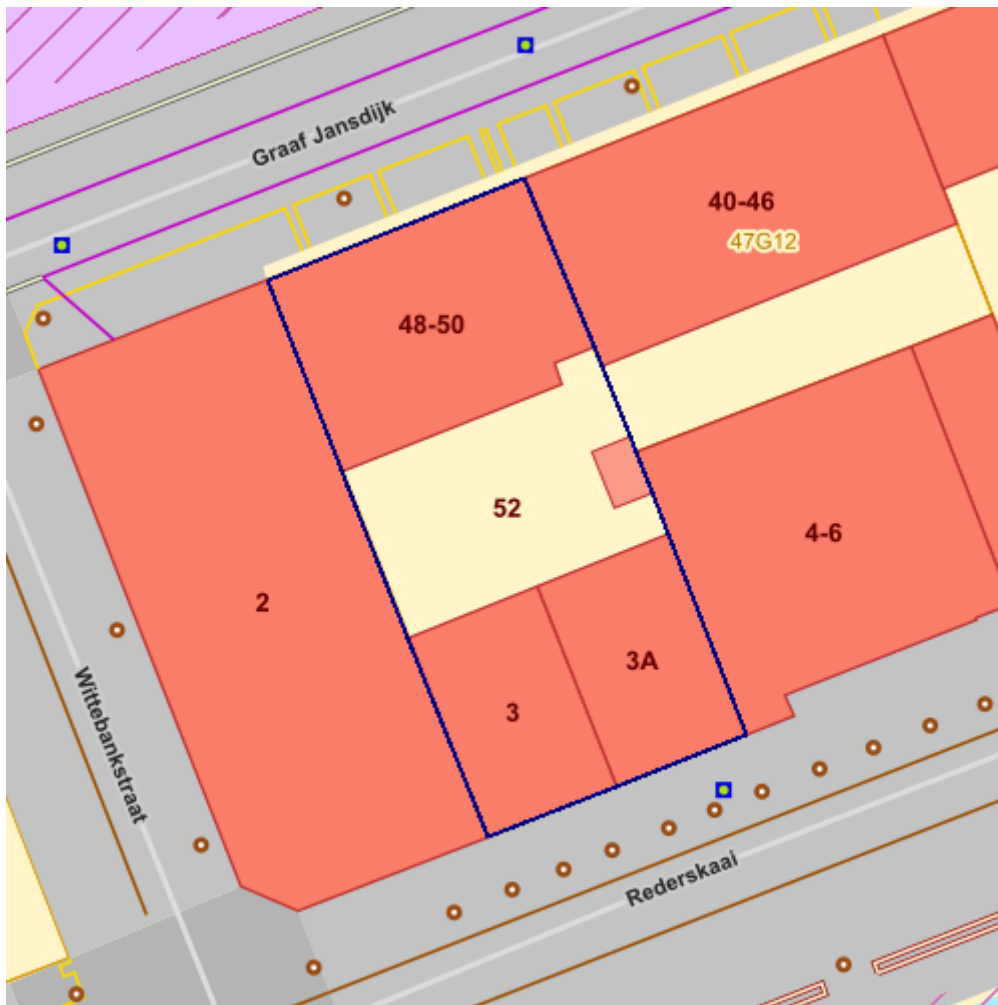 Graaf Jansdijk
40-46
47G12
48-50
52
4-6
2
3A
3
Wittebankstraat
Rederskaai